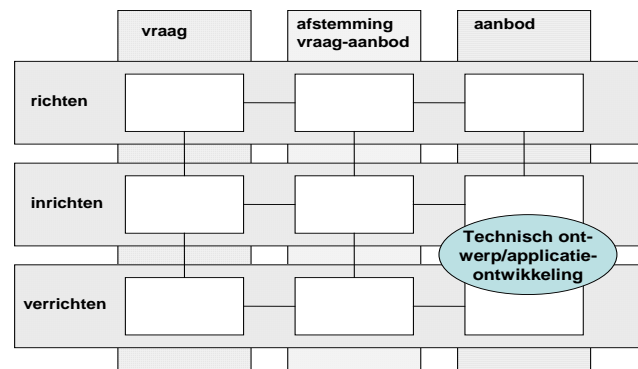 vraag
afstemming
vraag-aanbod
aanbod
richten
inrichten
Technisch ont-
werp/applicatie-
ontwikkeling
verrichten